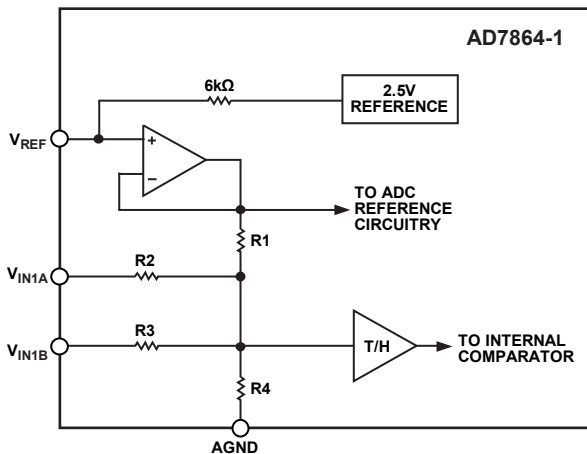 AD7864-1
6kΩ
2.5V
REFERENCE
VREF
+
−
TO ADC
REFERENCE
CIRCUITRY
R1
VIN1A
R2
VIN1B
R3
T/H
TO INTERNAL
COMPARATOR
R4
AGND